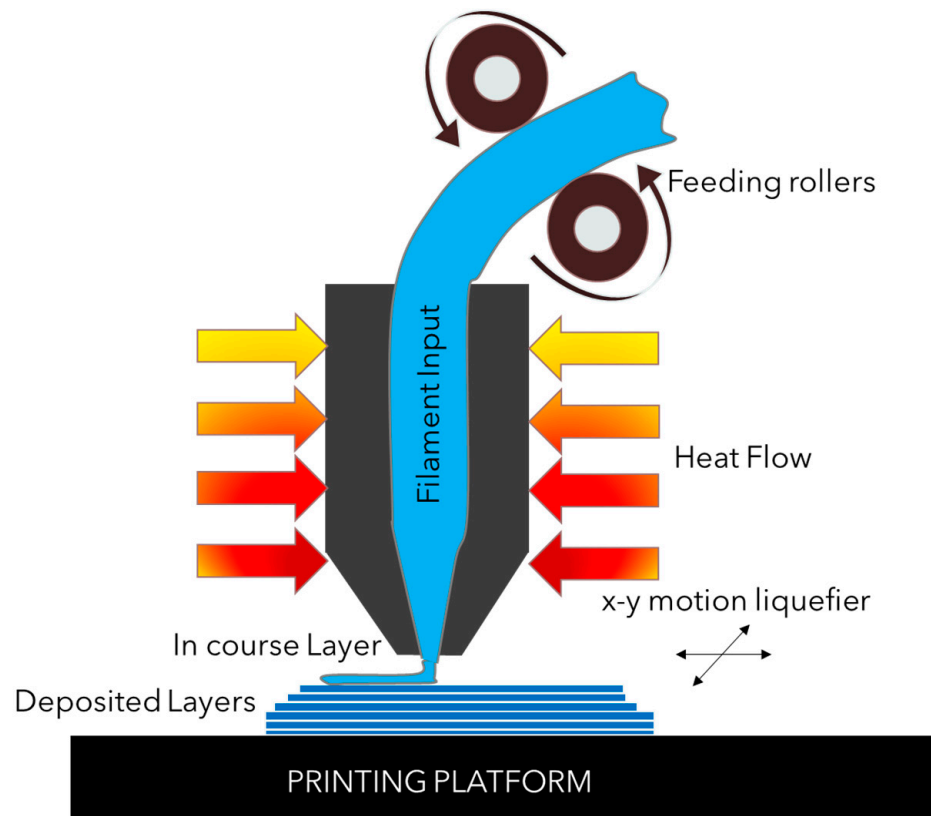 Feeding rollers
Filament Input
Heat Flow
x-y motion liquefier
In course Layer
Deposited Layers
PRINTING PLATFORM